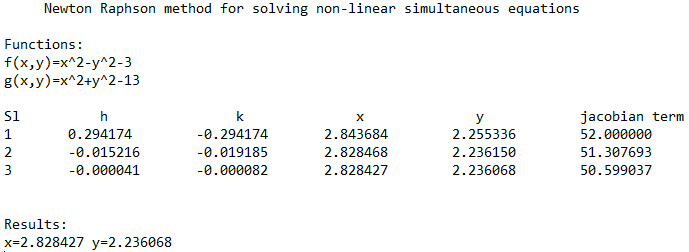 Newton Raphson method for solving non-linear simultaneous equations
Functions:
f(x,y)=x^2-y^2-3
g(x,y)=x^2+y^2-13
Sl h k x y jacobian term
1 0.294174 -0.294174 2.843684 2.255336 52.000000
2 -0.015216 -0.019185 2.828468 2.236150 51.307693
3 -0.000041 -0.000082 2.828427 2.236068 50.599037
Results:
x=2.828427 y=2.236068